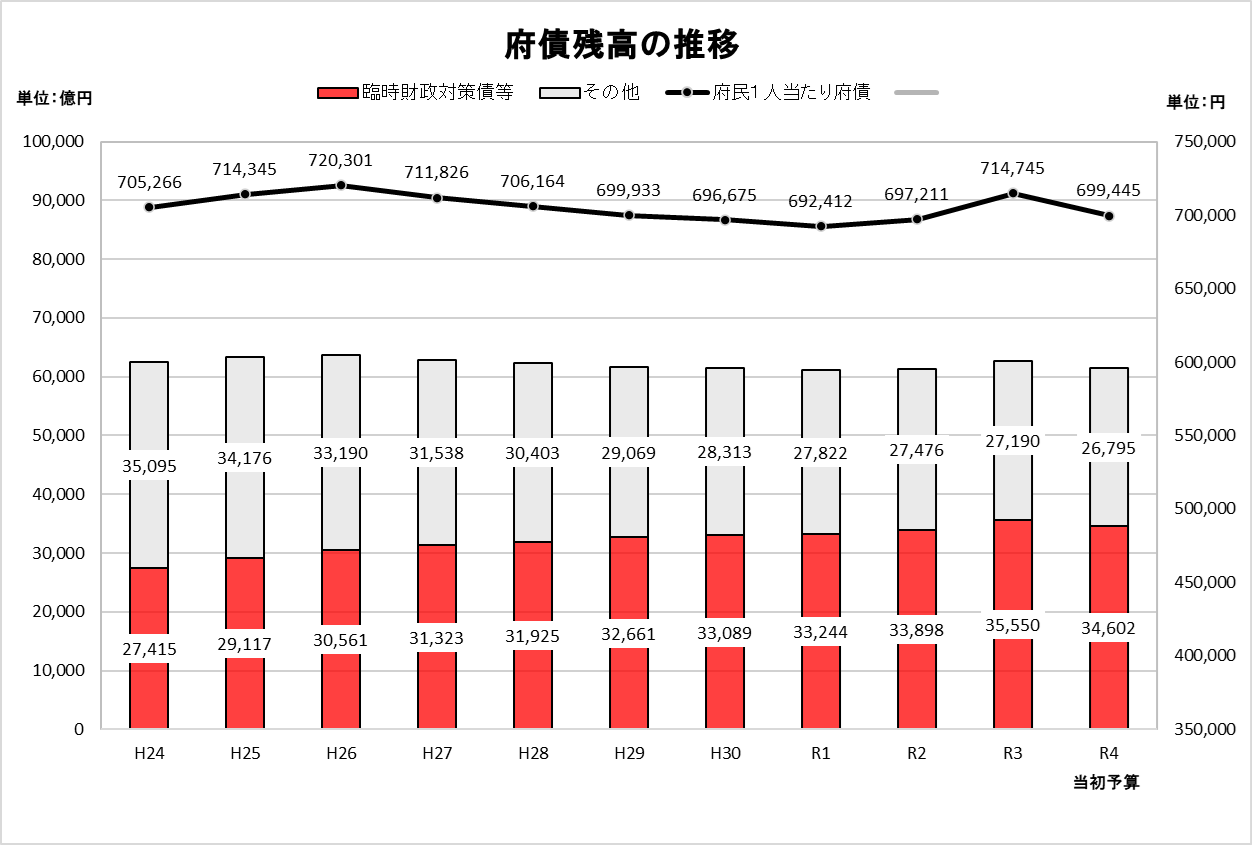 府債残高の推移
単位：億円
臨時財政対策債等 その他 府民1人当たり府債
単位：円
100,000 750,000
705,266 714,345 720,301 711,826 706,164 699,933 696,675 692,412 697,211 714,745 699,445
90,000 700,000
80,000 650,000
70,000 600,000
60,000 550,000
50,000 500,000
35,095 34,176 33,190 31,538 30,403 29,069 28,313 27,822 27,476 27,190 26,795
40,000 450,000
30,000 400,000
20,000
27,415 29,117 30,561 31,323 31,925 32,661 33,089 33,244 33,898 35,550 34,602
10,000
0 350,000
H24 H25 H26 H27 H28 H29 H30 R1 R2 R3 R4
当初予算